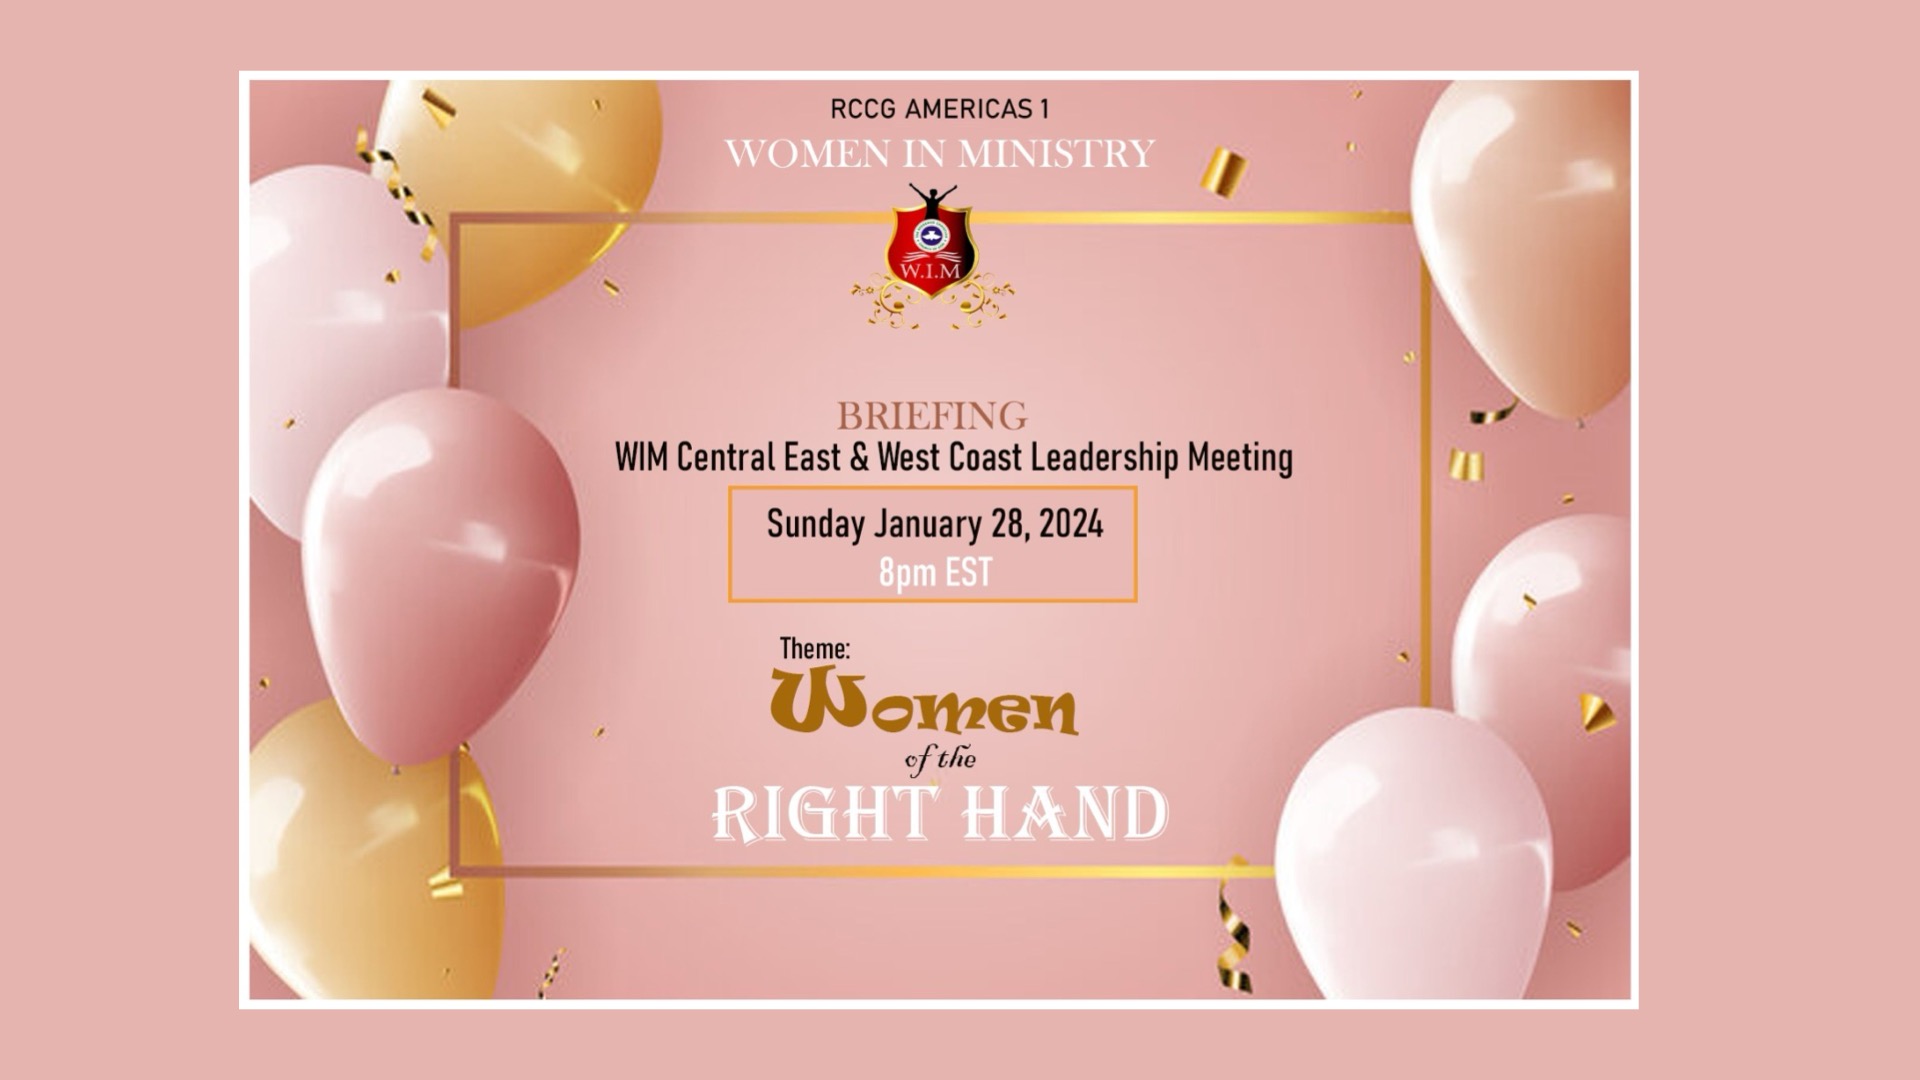 RCCG AMERICAS 1
WOMEN IN MINISTRY
W.I.M
BRIEFING
WIM Central East & West Coast Leadership Meeting
Sunday January 28, 2024
8pm EST
Theme:
Women
of the
RIGHT HAND